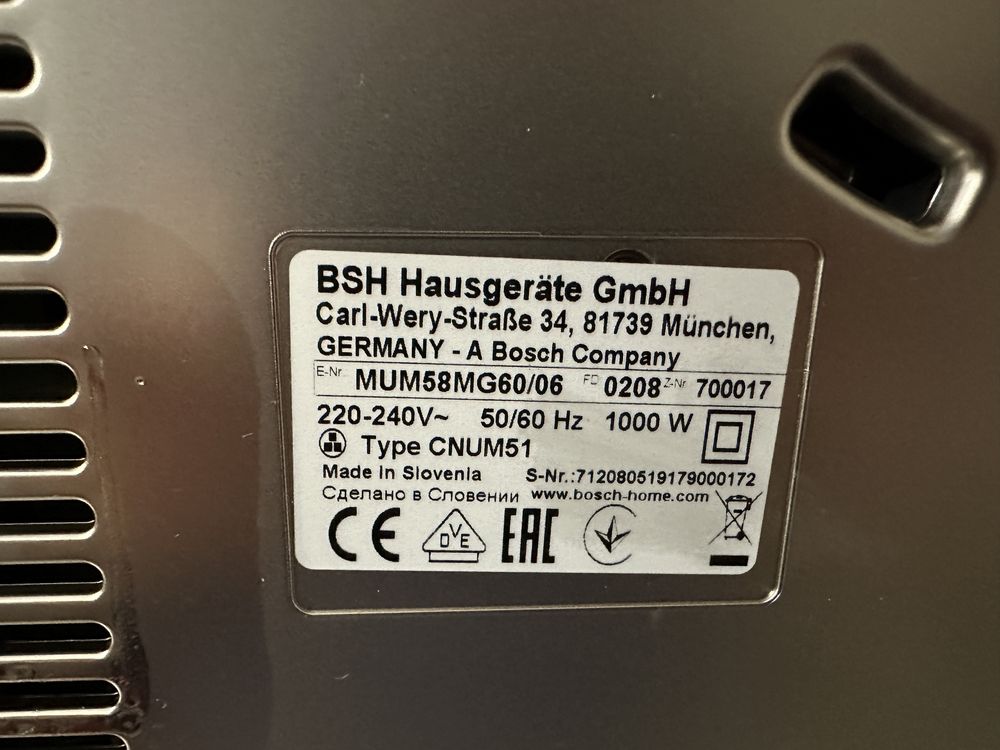 BSH Hausgeräte GmbH
Carl-Wery-Straße 34, 81739 München,
GERMANY - A Bosch Company
E-Nr. MUM58MG60/06 FD 0208 Z-Nr. 700017
220-240V~ 50/60 Hz 1000 W
Type CNUM51
Made in Slovenia S-Nr.:712080519179000172
Сделано в Словении www.bosch-home.com
CE DVE EAC